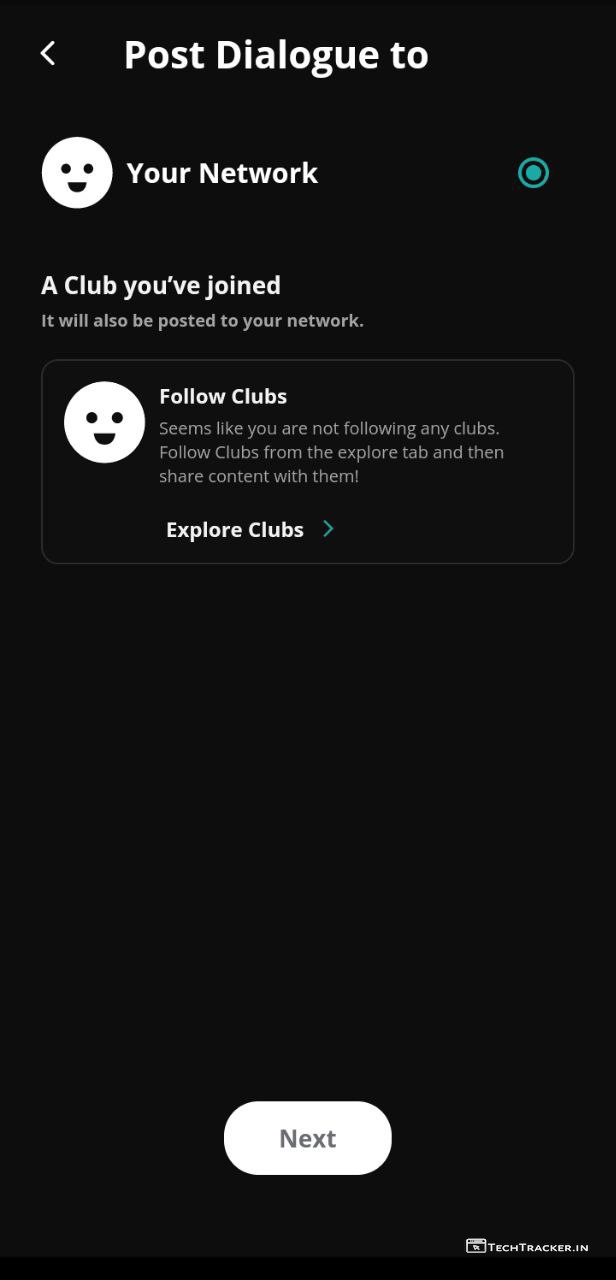 Post Dialogue to
Your Network
A Club you’ve joined
It will also be posted to your network.
Follow Clubs
Seems like you are not following any clubs.
Follow Clubs from the explore tab and then
share content with them!
Explore Clubs
Next
TECHTRACKER.IN